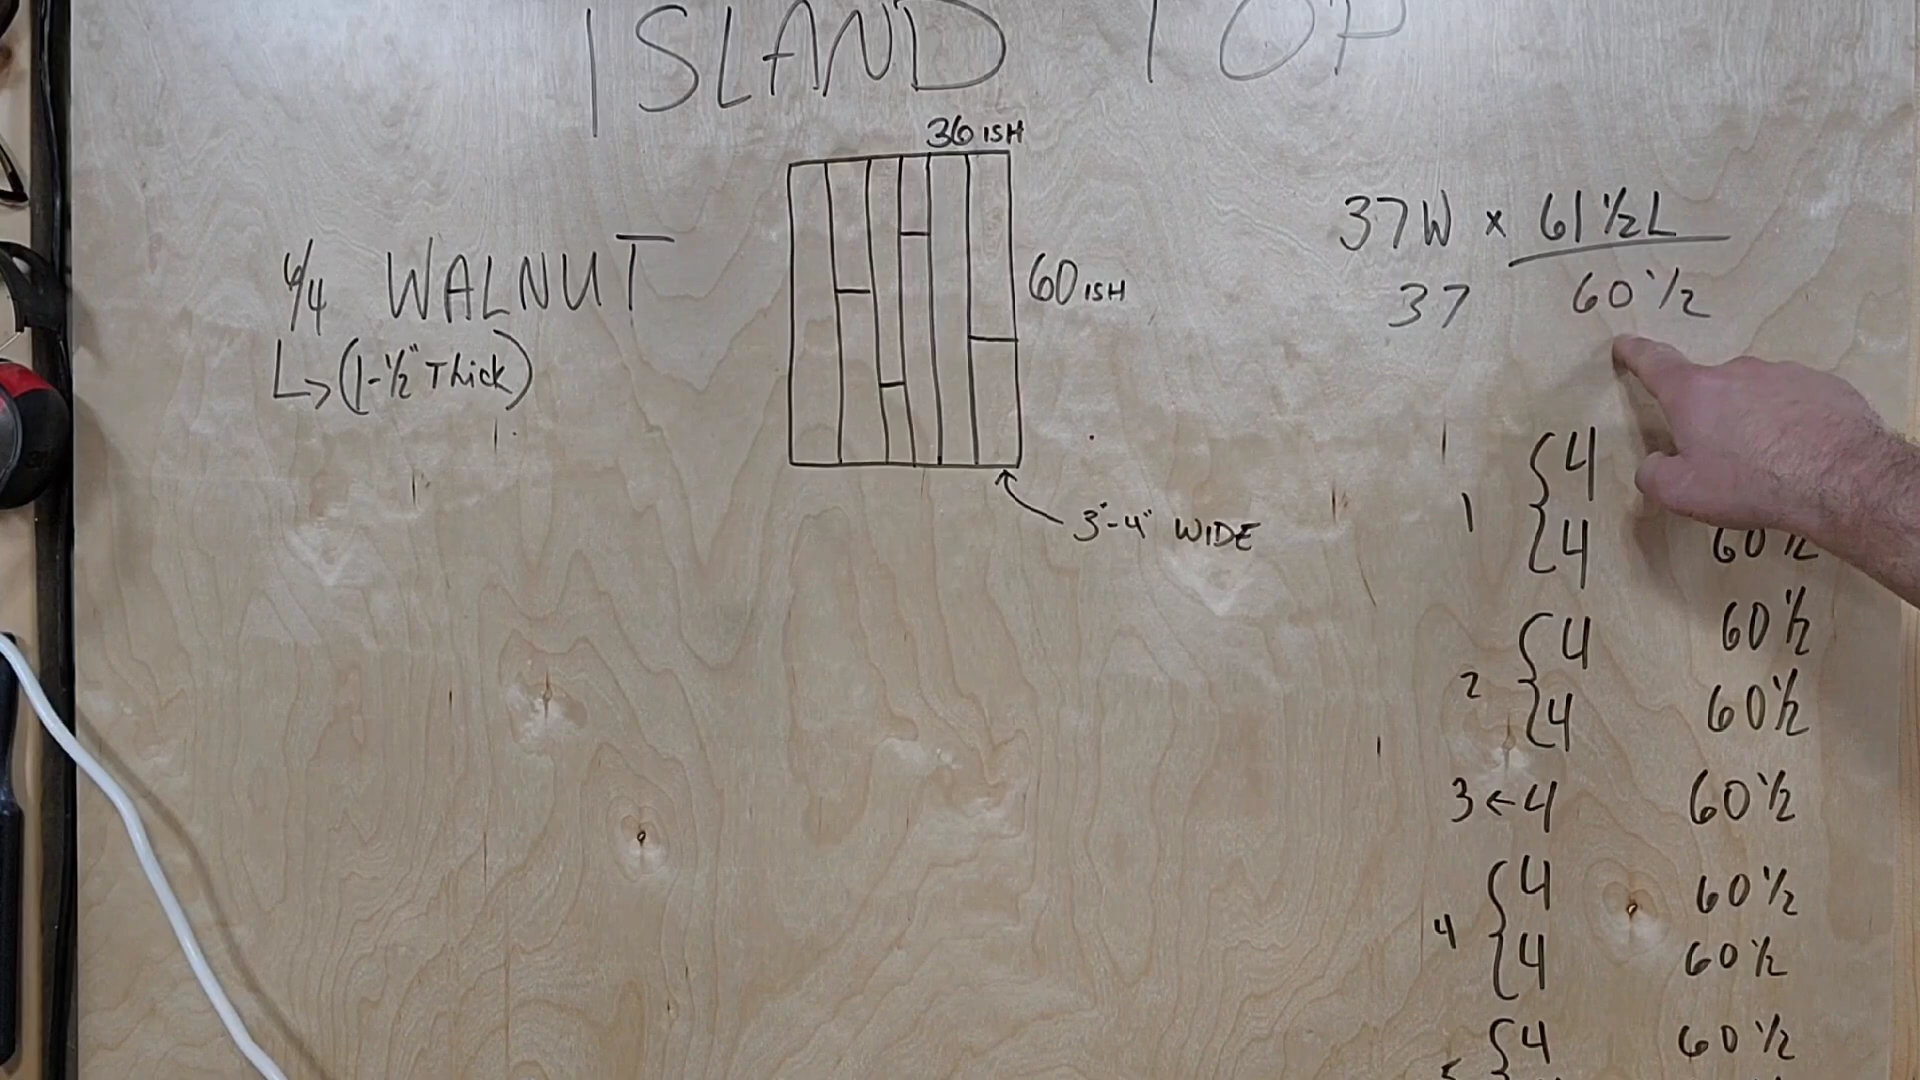 ISLAND TOP
36 ISH
6/4 WALNUT
↳ (1-½" Thick)
60 ISH
3"-4" WIDE
37W x 61 ½ L
37 60 ½
1 { 4
4 60 ½
2 { 4 60 ½
4 60 ½
3 ← 4 60 ½
4 { 4 60 ½
4 60 ½
{ 4 60 ½